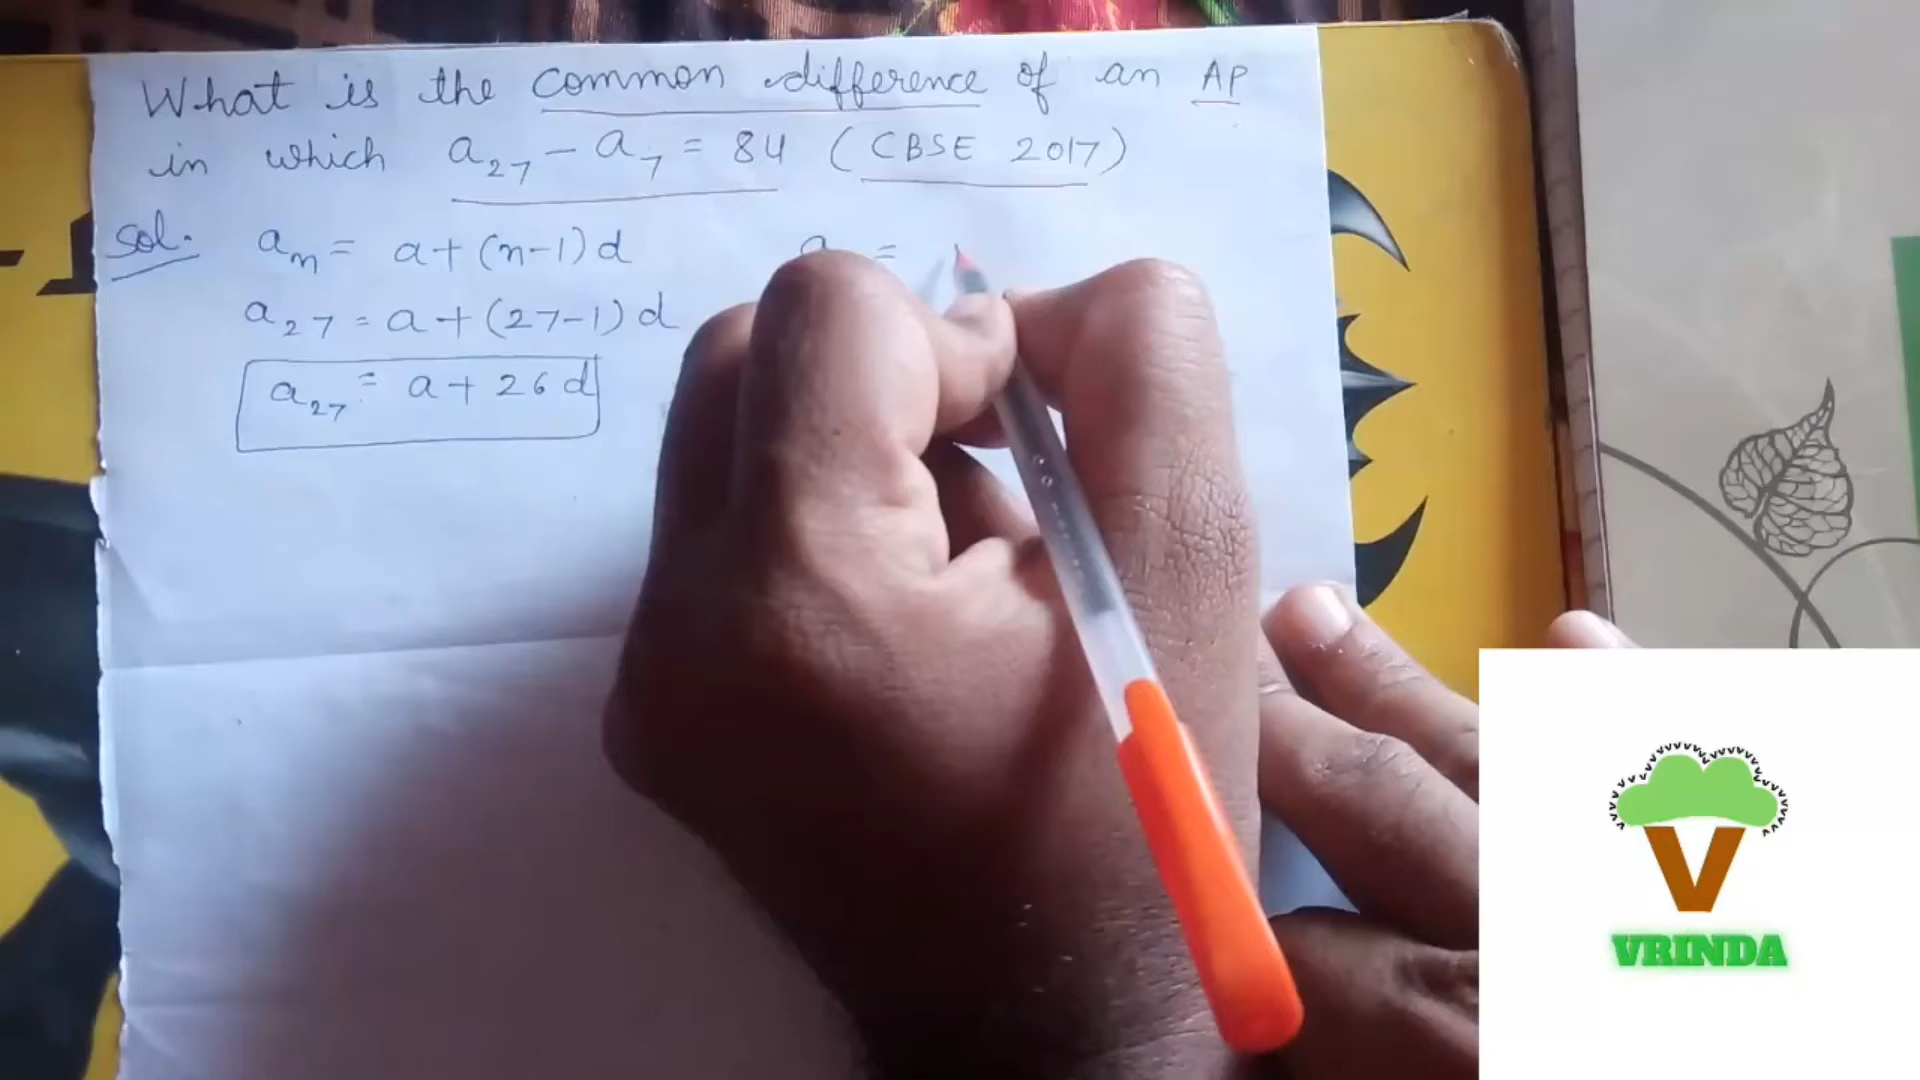 What is the common difference of an AP
in which a₂₇ - a₇ = 84 (CBSE 2017)
Sol. aₙ = a + (n-1)d
a =
a₂₇ = a + (27-1)d
a₂₇ = a + 26d
V
VRINDA